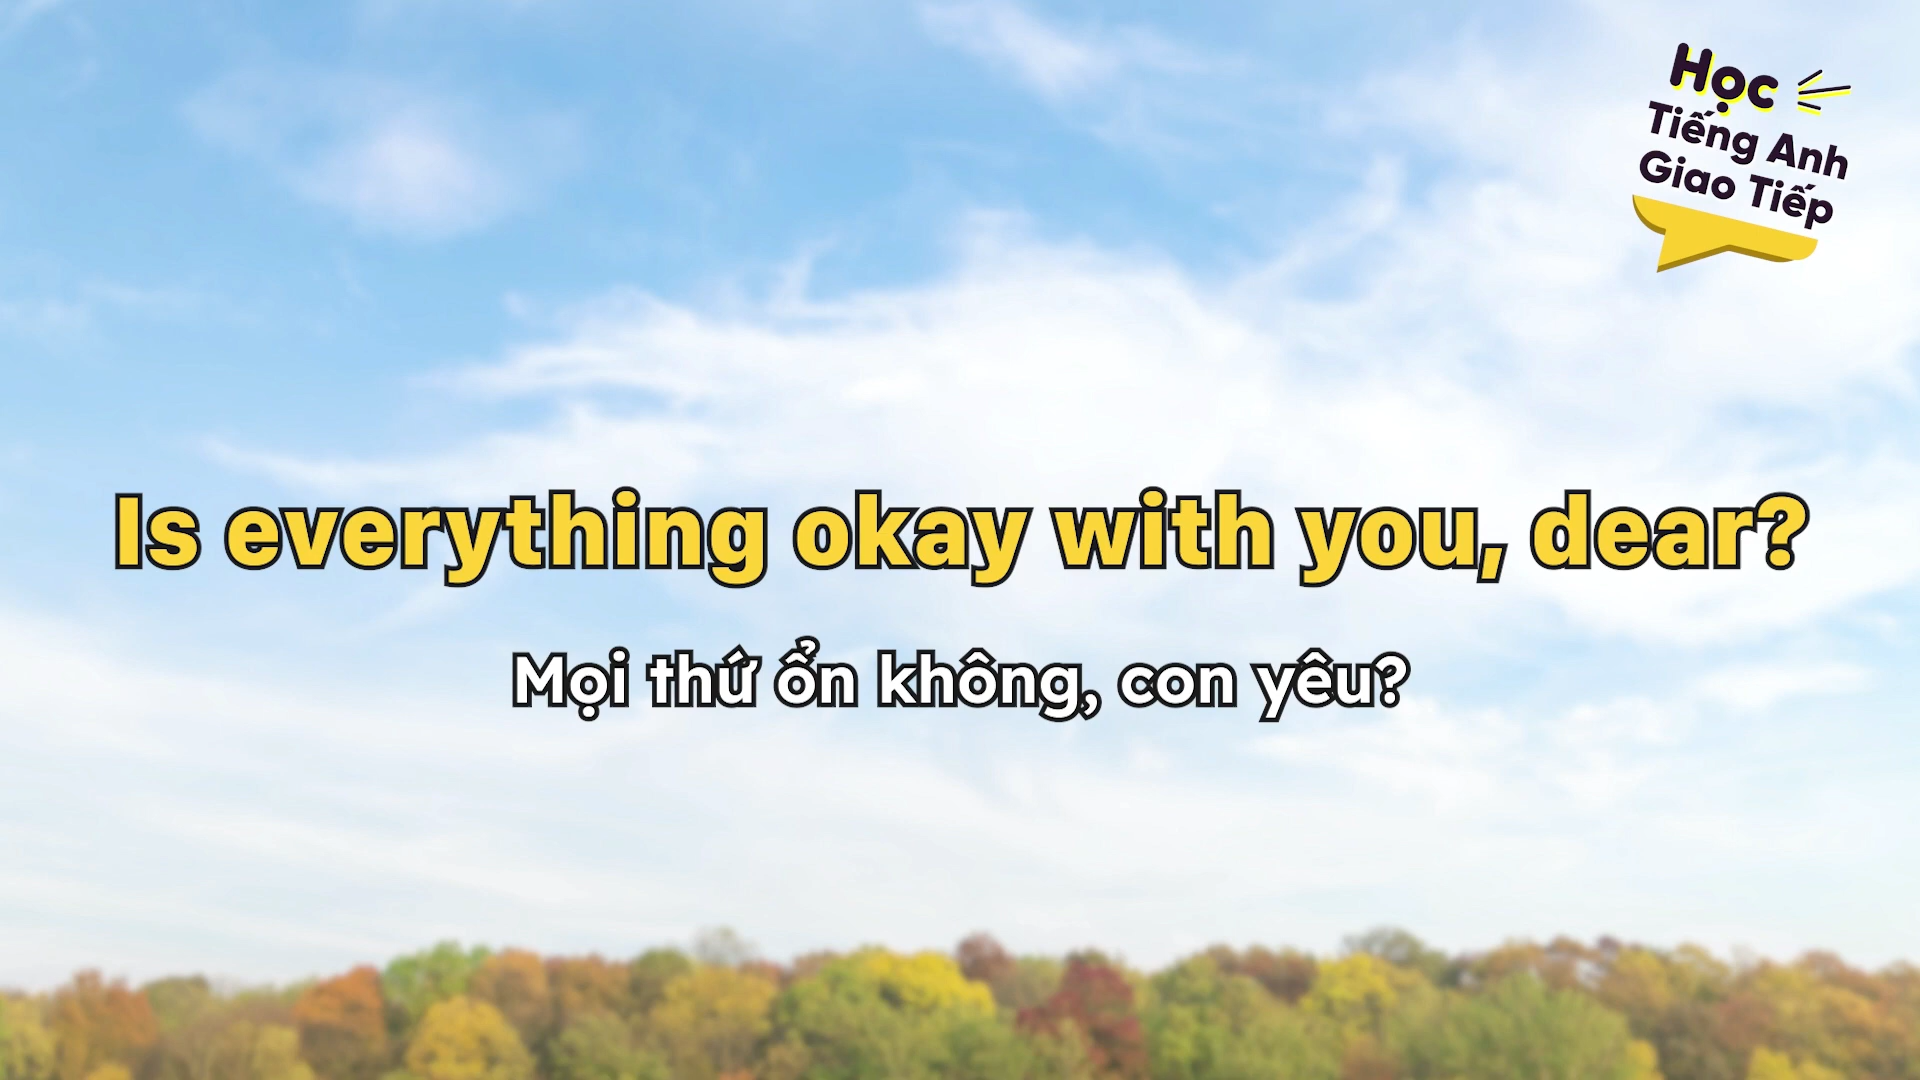 Học
Tiếng Anh
Giao Tiếp
Is everything okay with you, dear?
Mọi thứ ổn không, con yêu?